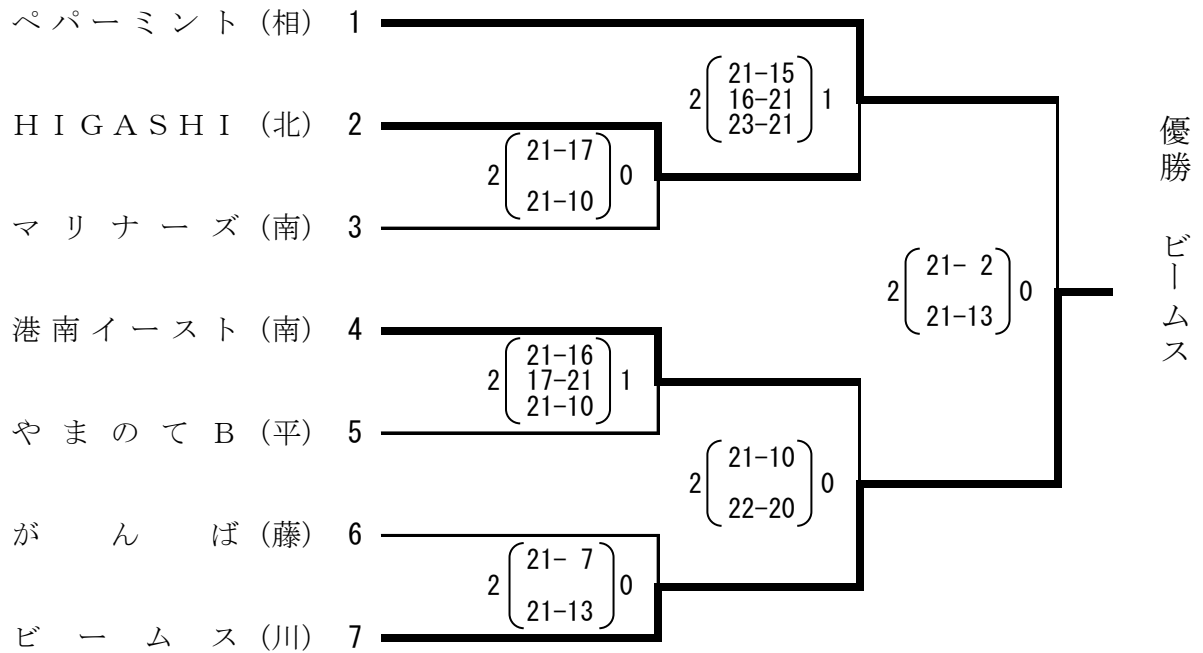 ペパーミント (相) 1
2 21-15 1
16-21
23-21
HIGASHI (北) 2
2 21-17 0
21-10
マリナーズ (南) 3
港南イースト (南) 4
2 21-16 1
17-21
21-10
やまのてB (平) 5
2 21-10 0
22-20
がんば (藤) 6
2 21- 7 0
21-13
ビームス (川) 7
2 21- 2 0
21-13
優勝 ビームス